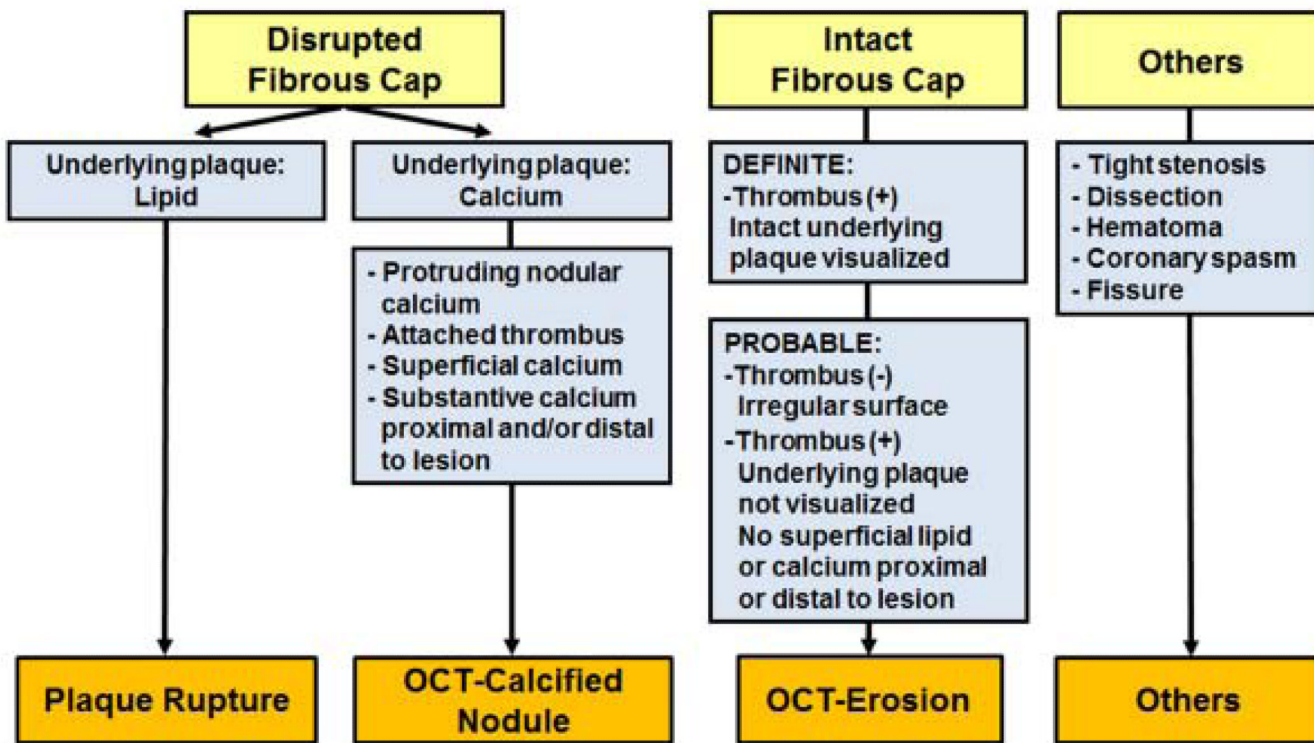 Disrupted
Fibrous Cap
Intact
Fibrous Cap
Others
Underlying plaque:
Lipid
Underlying plaque:
Calcium
- Protruding nodular
calcium
- Attached thrombus
- Superficial calcium
- Substantive calcium
proximal and/or distal
to lesion
DEFINITE:
-Thrombus (+)
Intact underlying
plaque visualized
PROBABLE:
-Thrombus (-)
Irregular surface
-Thrombus (+)
Underlying plaque
not visualized
No superficial lipid
or calcium proximal
or distal to lesion
- Tight stenosis
- Dissection
- Hematoma
- Coronary spasm
- Fissure
Plaque Rupture
OCT-Calcified
Nodule
OCT-Erosion
Others